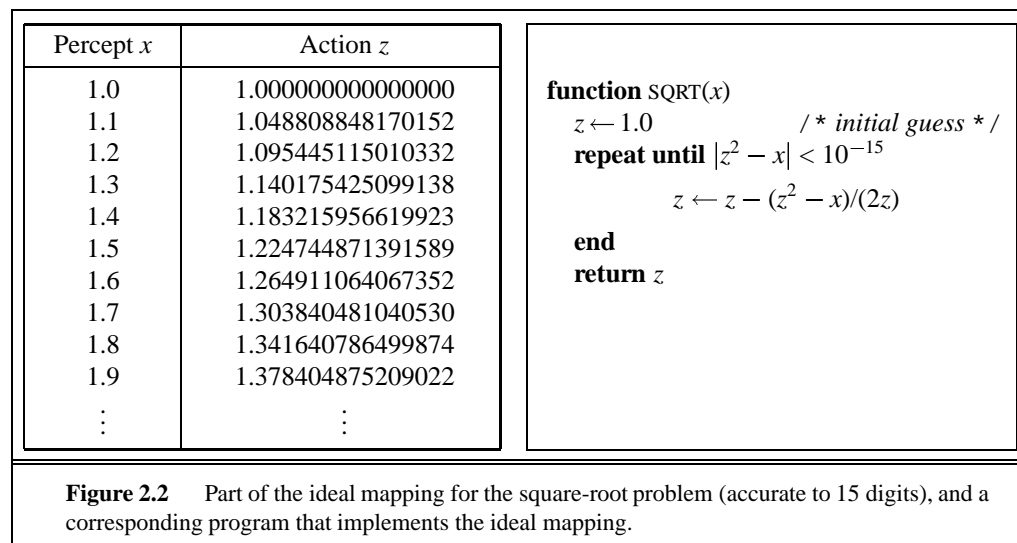 Percept x Action z
1.0 1.000000000000000
1.1 1.048808848170152
1.2 1.095445115010332
1.3 1.140175425099138
1.4 1.183215956619923
1.5 1.224744871391589
1.6 1.264911064067352
1.7 1.303840481040530
1.8 1.341640786499874
1.9 1.378404875209022
⋮ ⋮
function SQRT(x)
z ← 1.0 /* initial guess */
repeat until |z² − x| < 10⁻¹⁵
z ← z − (z² − x)/(2z)
end
return z
Figure 2.2 Part of the ideal mapping for the square-root problem (accurate to 15 digits), and a
corresponding program that implements the ideal mapping.